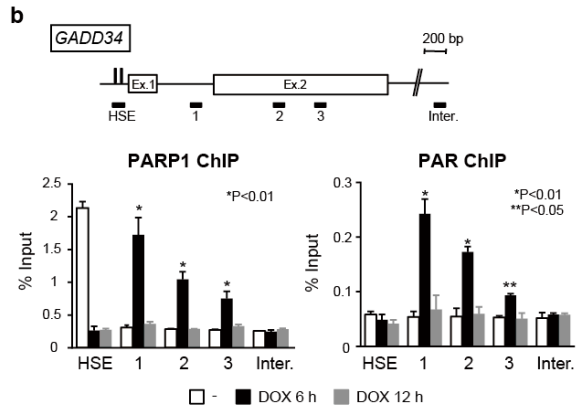 b
GADD34
200 bp
Ex.1
Ex.2
HSE 1 2 3 Inter.
PARP1 ChIP
*P<0.01
% Input
2.5
2
1.5
1
0.5
0
* * *
HSE 1 2 3 Inter.
PAR ChIP
*P<0.01
**P<0.05
% Input
0.3
0.2
0.1
0
* * **
HSE 1 2 3 Inter.
- DOX 6 h DOX 12 h